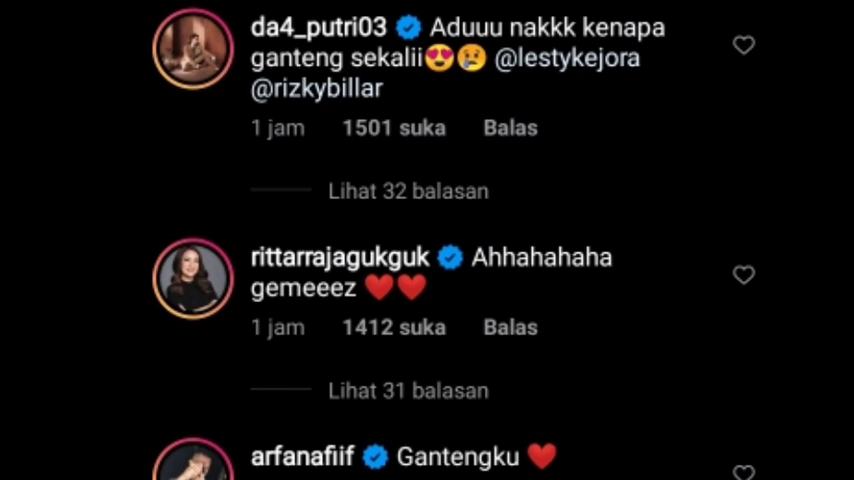 da4_putri03 Aduuu nakkk kenapa
ganteng sekalii😍😢 @lestykejora
@rizkybillar
1 jam 1501 suka Balas
Lihat 32 balasan
rittarrajagukguk Ahhahahaha
gemeeez ❤️❤️
1 jam 1412 suka Balas
Lihat 31 balasan
arfanafiif Gantengku ❤️